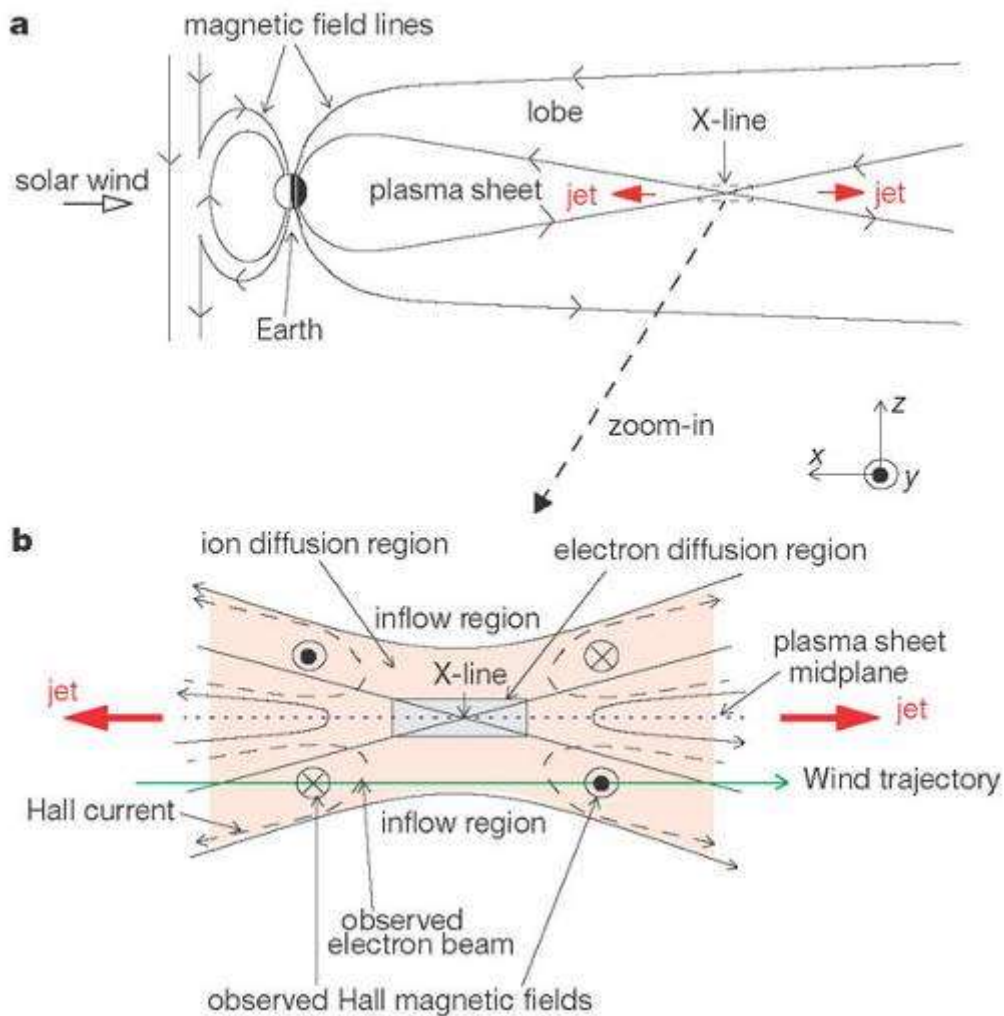 a
magnetic field lines
lobe
X-line
solar wind
plasma sheet
jet
jet
Earth
zoom-in
z
x
y
b
ion diffusion region
electron diffusion region
inflow region
plasma sheet
midplane
X-line
jet
jet
Wind trajectory
Hall current
inflow region
observed
electron beam
observed Hall magnetic fields